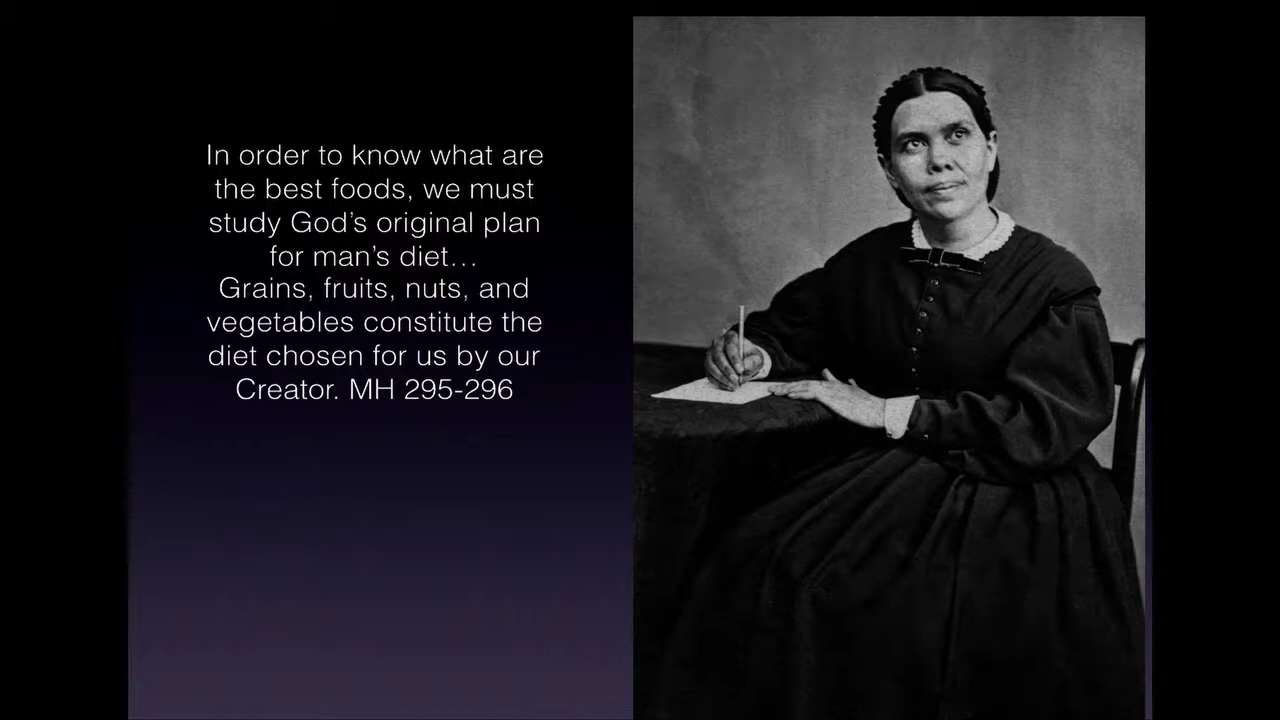 In order to know what are
the best foods, we must
study God’s original plan
for man’s diet…
Grains, fruits, nuts, and
vegetables constitute the
diet chosen for us by our
Creator. MH 295-296